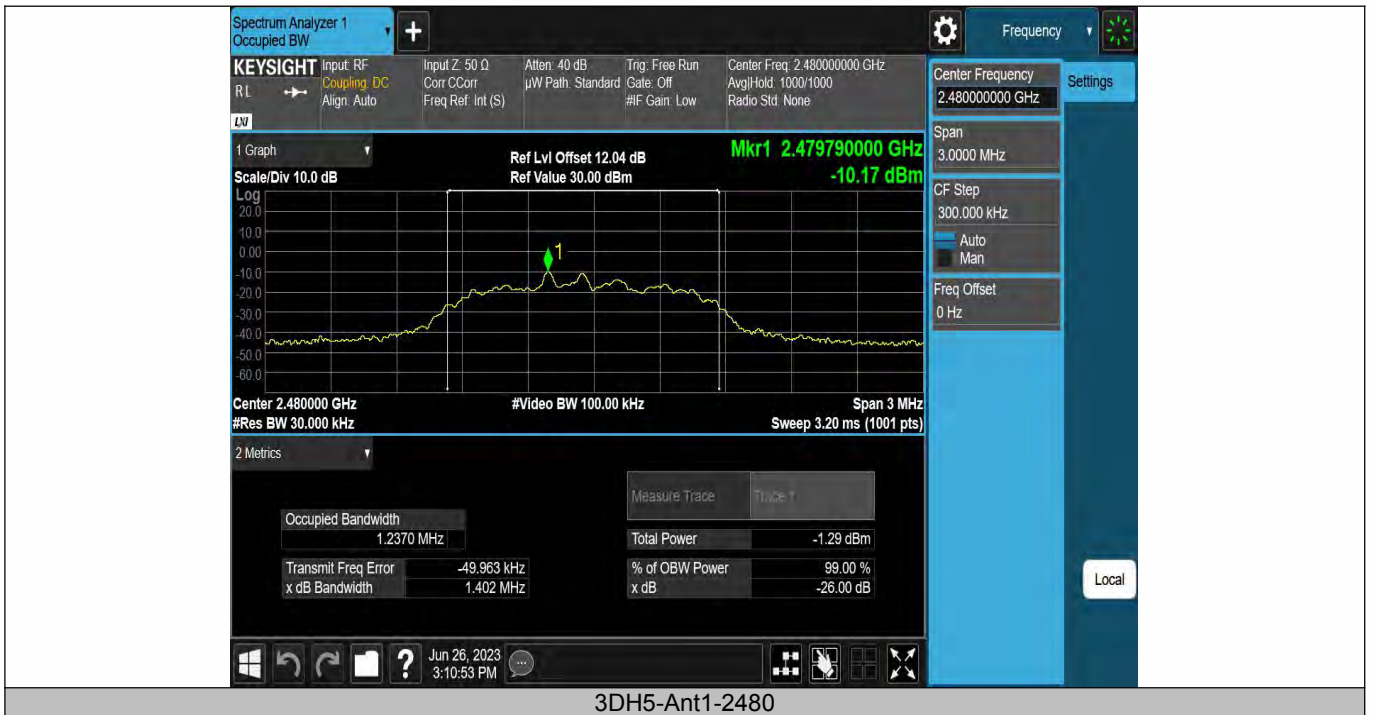 Spectrum Analyzer 1
Occupied BW
Frequency
KEYSIGHT
R L
LXI
Input: RF
Coupling: DC
Align: Auto
Input Z: 50 Ω
Corr CCorr
Freq Ref: Int (S)
Atten: 40 dB
µW Path: Standard
Trig: Free Run
Gate: Off
#IF Gain: Low
Center Freq: 2.480000000 GHz
Avg|Hold: 1000/1000
Radio Std: None
Center Frequency
2.480000000 GHz
Settings
Span
3.0000 MHz
CF Step
300.000 kHz
Auto
Man
Freq Offset
0 Hz
Local
1 Graph
Scale/Div 10.0 dB
Ref Lvl Offset 12.04 dB
Ref Value 30.00 dBm
Mkr1 2.479790000 GHz
-10.17 dBm
Log
20.0
10.0
0.00
-10.0
-20.0
-30.0
-40.0
-50.0
-60.0
1
Center 2.480000 GHz
#Res BW 30.000 kHz
#Video BW 100.00 kHz
Span 3 MHz
Sweep 3.20 ms (1001 pts)
2 Metrics
Measure Trace Trace 1
Occupied Bandwidth
1.2370 MHz
Total Power -1.29 dBm
Transmit Freq Error -49.963 kHz
% of OBW Power 99.00 %
x dB Bandwidth 1.402 MHz
x dB -26.00 dB
Jun 26, 2023
3:10:53 PM
3DH5-Ant1-2480